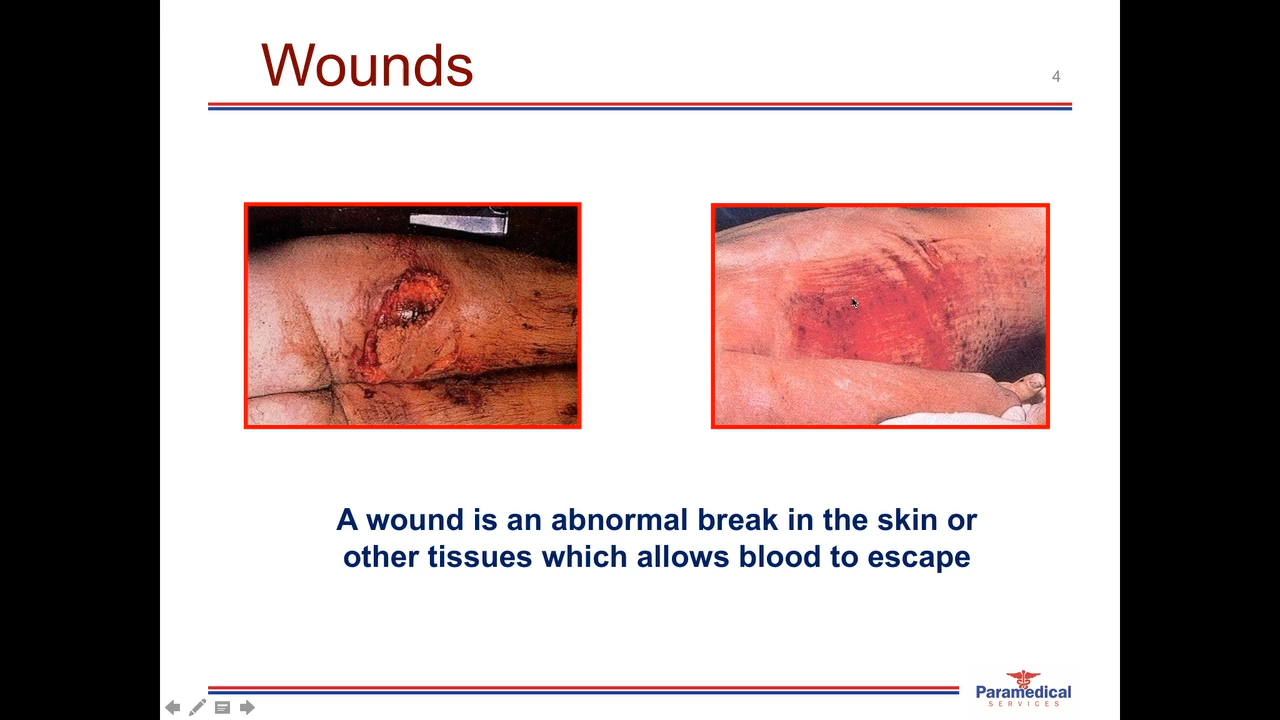 Wounds
4
A wound is an abnormal break in the skin or
other tissues which allows blood to escape
Paramedical
SERVICES